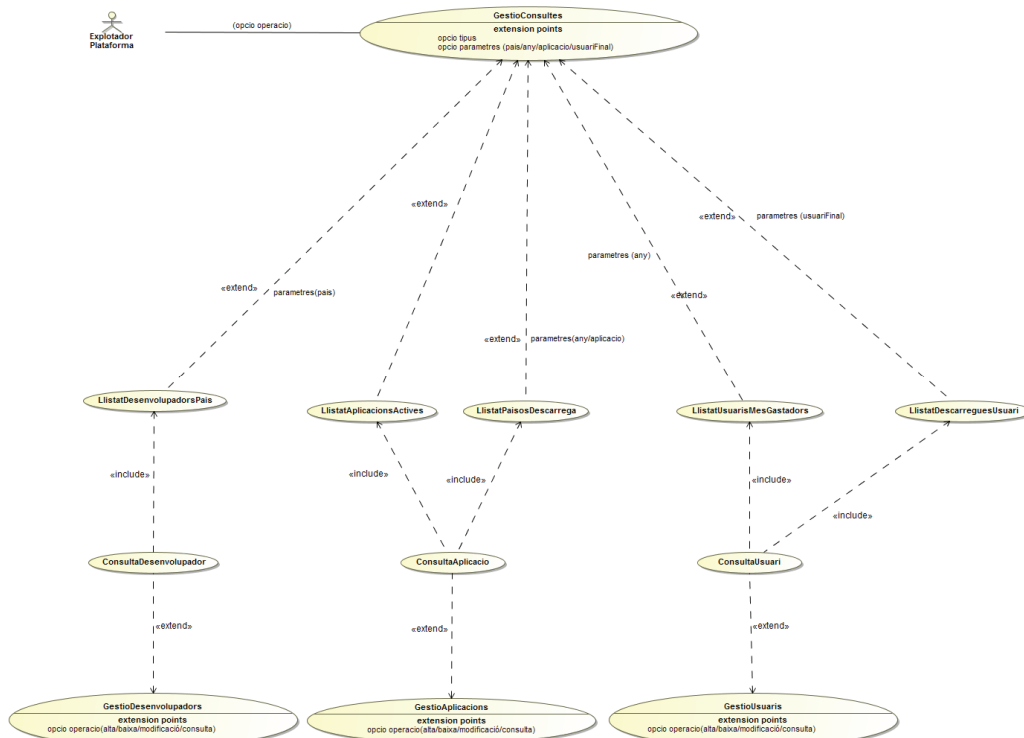 GestioConsultes
(opcio operacio)
extension points
opcio tipus
opcio parametres (pais/any/aplicacio/usuariFinal)
Explotador
Plataforma
«extend»
«extend»
parametres (usuariFinal)
parametres (any)
«extend»
parametres(pais)
«extend»
«extend»
parametres(any/aplicacio)
LlistatDesenvolupadorsPais
LlistatAplicacionsActives
LlistatPaisosDescarrega
LlistatUsuarisMesGastadors
LlistatDescarreguesUsuari
«include»
«include»
«include»
«include»
«include»
ConsultaDesenvolupador
ConsultaAplicacio
ConsultaUsuari
«extend»
«extend»
«extend»
GestioDesenvolupadors
extension points
opcio operacio(alta/baixa/modificació/consulta)
GestioAplicacions
extension points
opcio operacio(alta/baixa/modificació/consulta)
GestioUsuaris
extension points
opcio operacio(alta/baixa/modificació/consulta)